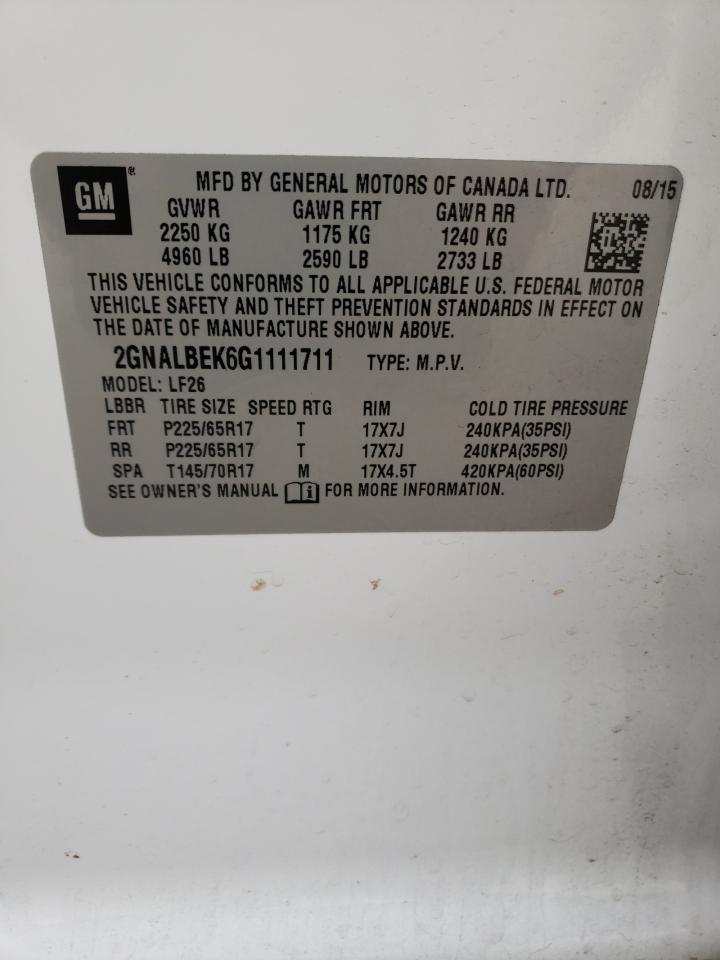 GM®
MFD BY GENERAL MOTORS OF CANADA LTD. 08/15
GVWR GAWR FRT GAWR RR
2250 KG 1175 KG 1240 KG
4960 LB 2590 LB 2733 LB
THIS VEHICLE CONFORMS TO ALL APPLICABLE U.S. FEDERAL MOTOR
VEHICLE SAFETY AND THEFT PREVENTION STANDARDS IN EFFECT ON
THE DATE OF MANUFACTURE SHOWN ABOVE.
2GNALBEK6G1111711 TYPE: M.P.V.
MODEL: LF26
LBBR TIRE SIZE SPEED RTG RIM COLD TIRE PRESSURE
FRT P225/65R17 T 17X7J 240KPA(35PSI)
RR P225/65R17 T 17X7J 240KPA(35PSI)
SPA T145/70R17 M 17X4.5T 420KPA(60PSI)
SEE OWNER'S MANUAL i FOR MORE INFORMATION.